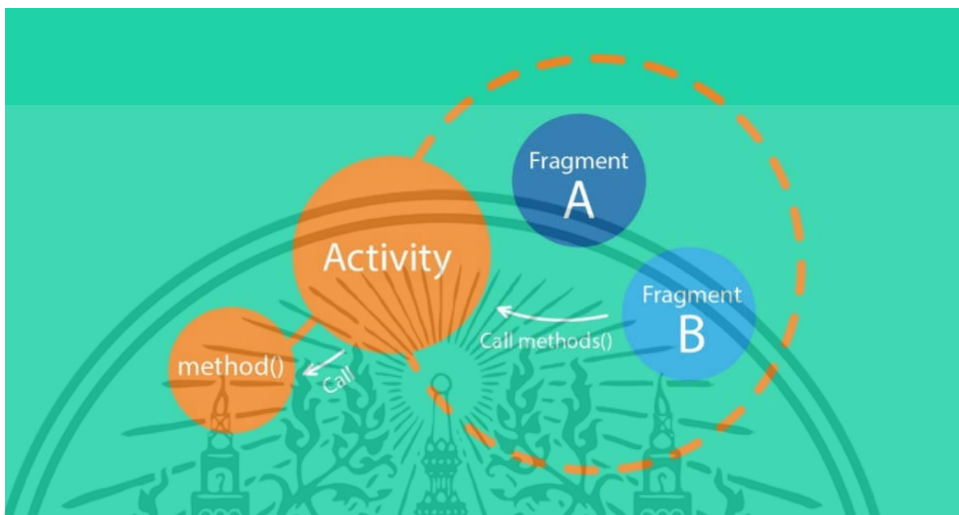 Fragment
A
Activity
Fragment
B
Call methods()
method()
Call